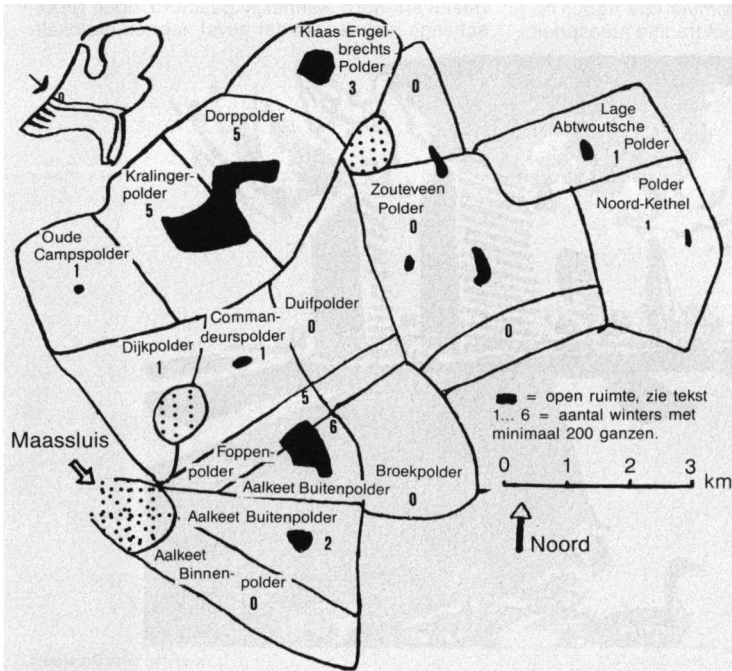 Klaas Engel-
brechts
Polder
3
0
Dorppolder
5
Lage
Abtwoutsche
Polder
1
Kralinger-
polder
5
Zouteveen
Polder
0
Polder
Noord-Kethel
1
Oude
Campspolder
1
Duifpolder
0
Comman-
deurspolder
1
Dijkpolder
1
0
5
6
= open ruimte, zie tekst
1... 6 = aantal winters met
minimaal 200 ganzen.
Maassluis
Foppen-
polder
Aalkeet Buitenpolder
Broekpolder
0
0 1 2 3 km
Aalkeet Buitenpolder
2
Noord
Aalkeet
Binnen-
polder
0